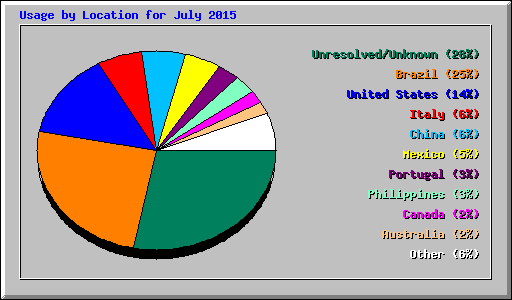 Usage by Location for July 2015
Unresolved/Unknown (28%)
Brazil (25%)
United States (14%)
Italy (6%)
China (6%)
Mexico (5%)
Portugal (3%)
Philippines (3%)
Canada (2%)
Australia (2%)
Other (6%)